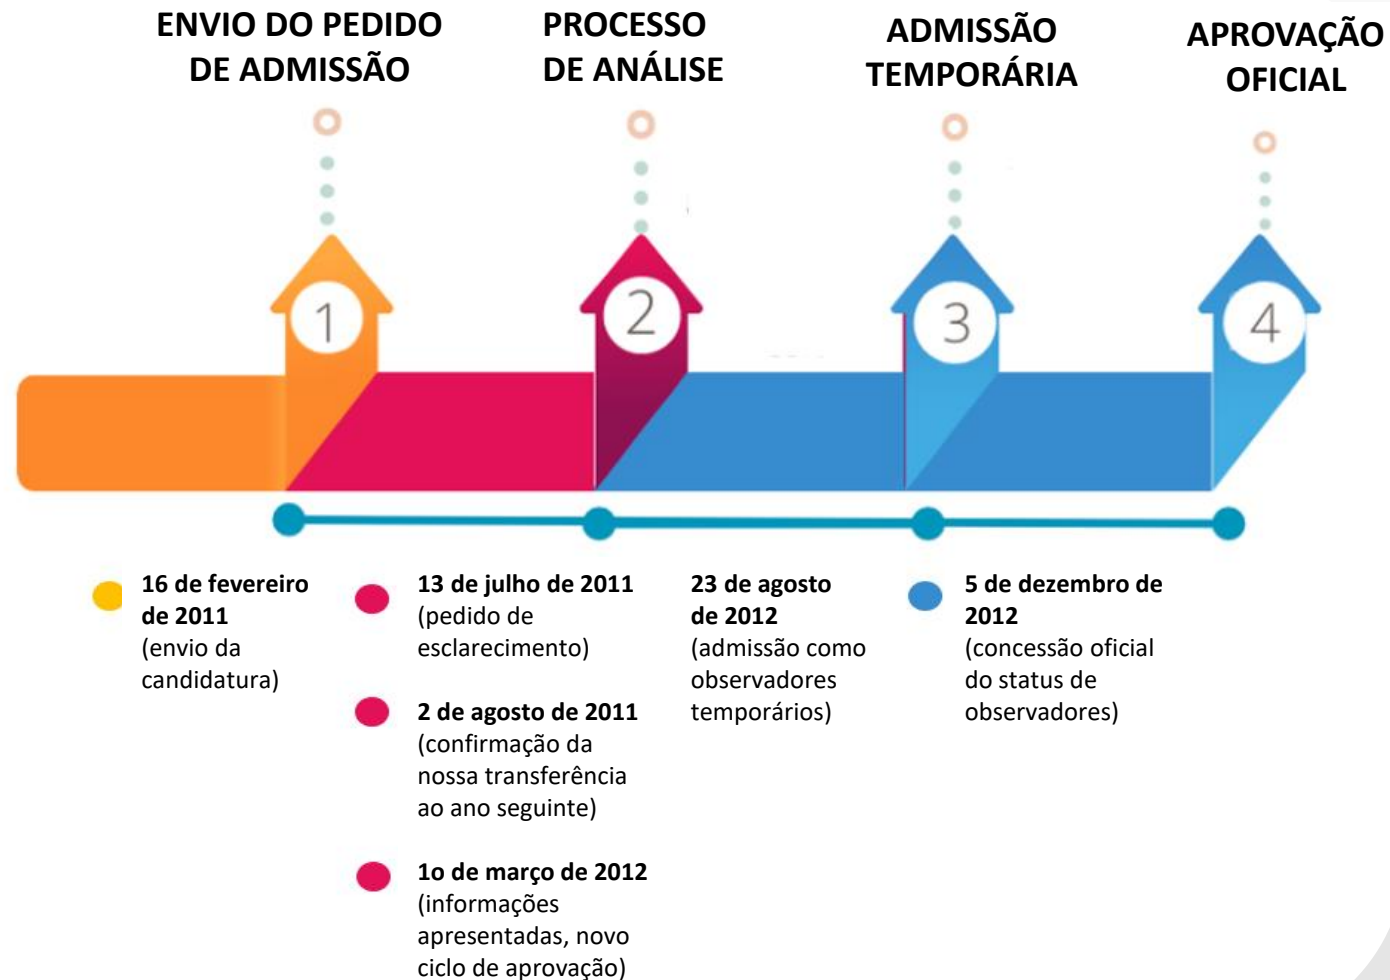 ENVIO DO PEDIDO
DE ADMISSÃO
PROCESSO
DE ANÁLISE
ADMISSÃO
TEMPORÁRIA
APROVAÇÃO
OFICIAL
1
2
3
4
16 de fevereiro
de 2011
(envio da
candidatura)
13 de julho de 2011
(pedido de
esclarecimento)
2 de agosto de 2011
(confirmação da
nossa transferência
ao ano seguinte)
1o de março de 2012
(informações
apresentadas, novo
ciclo de aprovação)
23 de agosto
de 2012
(admissão como
observadores
temporários)
5 de dezembro de
2012
(concessão oficial
do status de
observadores)